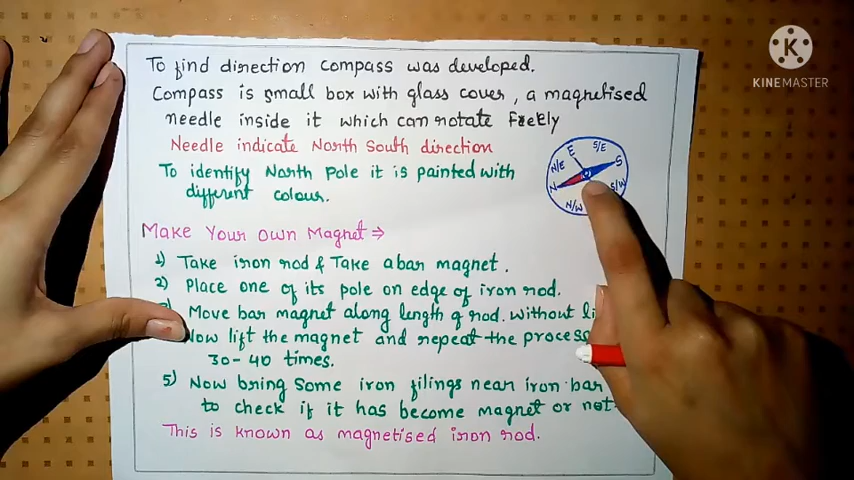 To find direction compass was developed.
Compass is small box with glass cover, a magnetised
needle inside it which can rotate freely
Needle indicate North South direction
To identify North Pole it is painted with
different colour.
E
S/E
N/E
S
N
S/W
N/W
Make Your own Magnet⇒
1) Take iron rod & Take a bar magnet.
2) Place one of its pole on edge of iron rod.
Move bar magnet along length of rod. Without
Now lift the magnet and repeat the process
30-40 times.
5) Now bring some iron filings near iron bar
to check if it has become magnet or not
This is known as magnetised iron rod.
K
KINEMASTER